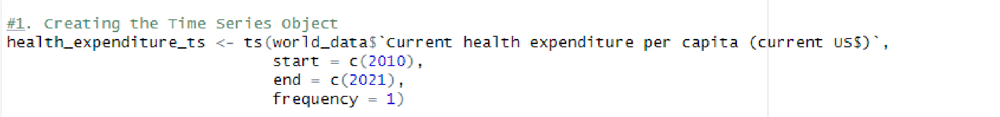 #1. Creating the Time Series Object
health_expenditure_ts <- ts(world_data$`Current health expenditure per capita (current US$)`,
start = c(2010),
end = c(2021),
frequency = 1)